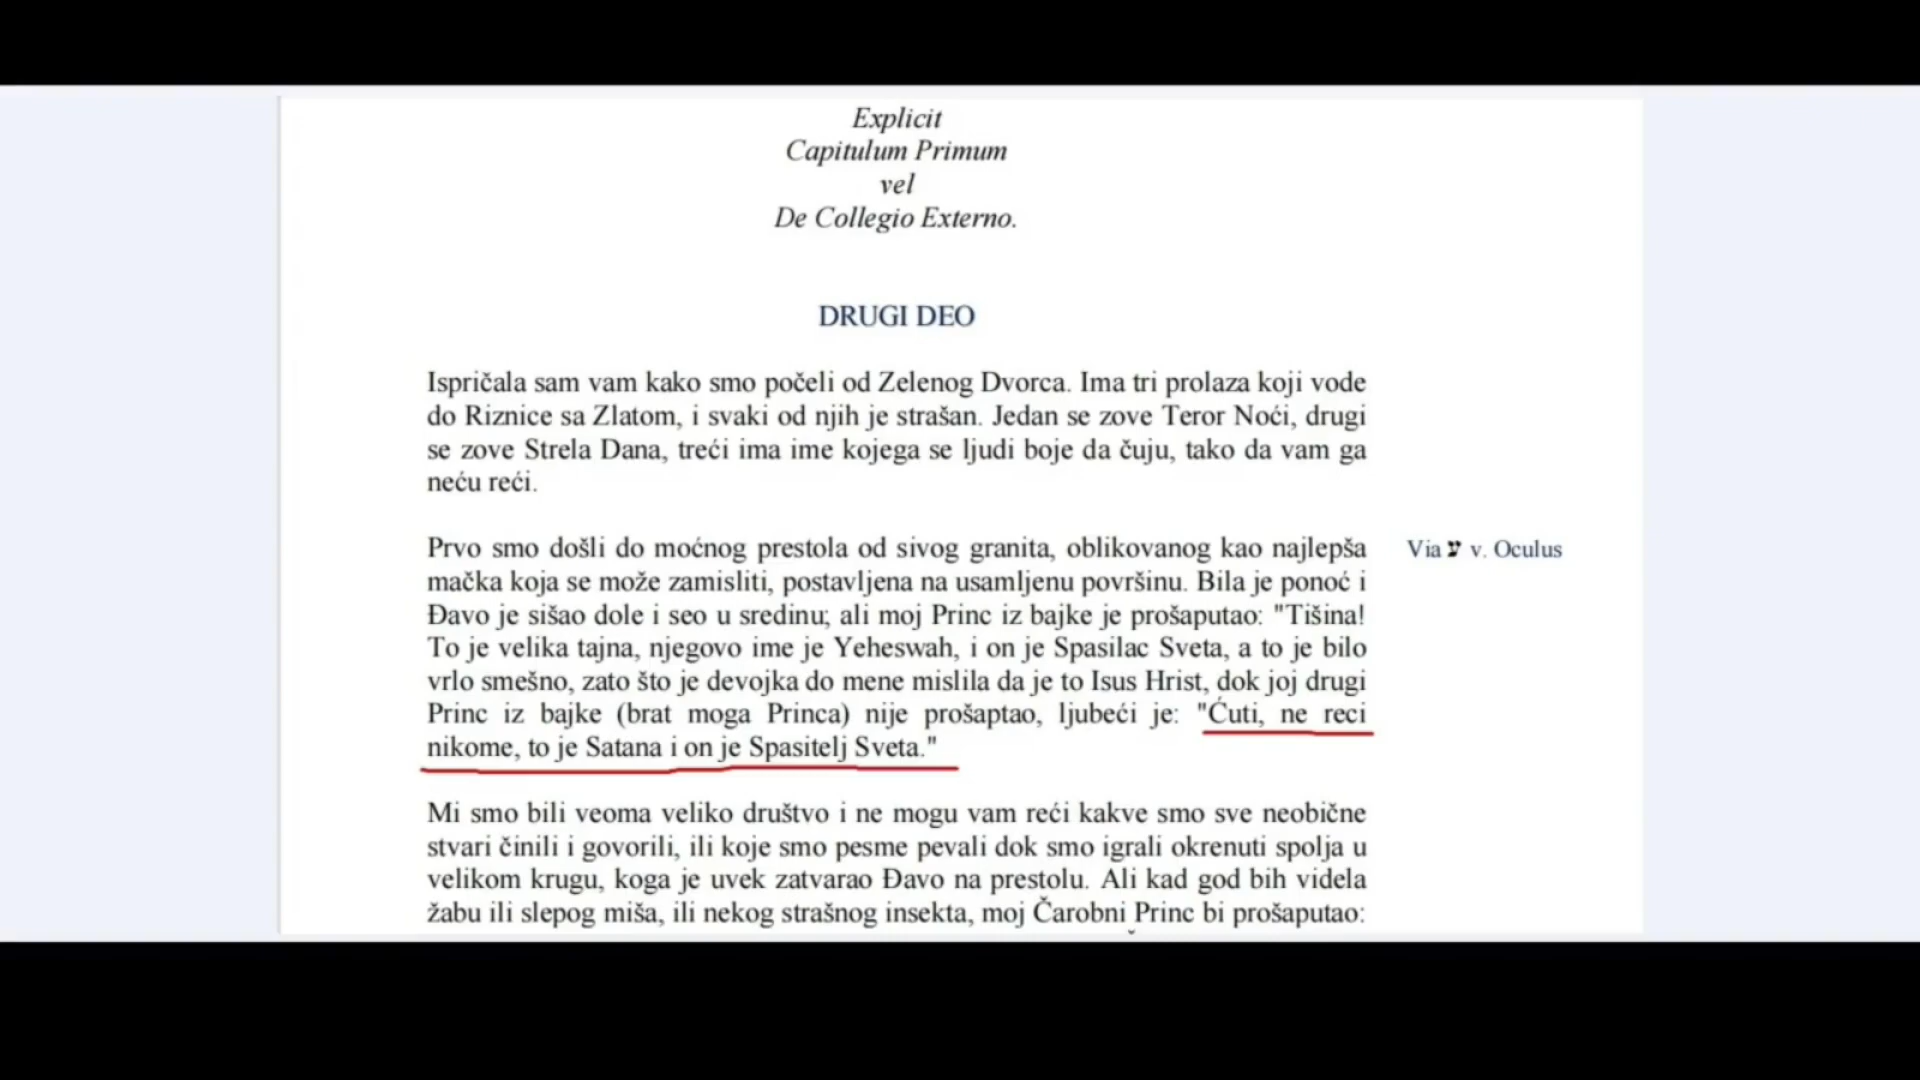 Explicit
Capitulum Primum
vel
De Collegio Externo.
DRUGI DEO
Ispričala sam vam kako smo počeli od Zelenog Dvorca. Ima tri prolaza koji vode
do Riznice sa Zlatom, i svaki od njih je strašan. Jedan se zove Teror Noći, drugi
se zove Strela Dana, treći ima ime kojega se ljudi boje da čuju, tako da vam ga
neću reći.
Prvo smo došli do moćnog prestola od sivog granita, oblikovanog kao najlepša
mačka koja se može zamisliti, postavljena na usamljenu površinu. Bila je ponoć i
Đavo je sišao dole i seo u sredinu; ali moj Princ iz bajke je prošaputao: "Tišina!
To je velika tajna, njegovo ime je Yeheswah, i on je Spasilac Sveta, a to je bilo
vrlo smešno, zato što je devojka do mene mislila da je to Isus Hrist, dok joj drugi
Princ iz bajke (brat moga Princa) nije prošaptao, ljubeći je: "Ćuti, ne reci
nikome, to je Satana i on je Spasitelj Sveta."
Via ע v. Oculus
Mi smo bili veoma veliko društvo i ne mogu vam reći kakve smo sve neobične
stvari činili i govorili, ili koje smo pesme pevali dok smo igrali okrenuti spolja u
velikom krugu, koga je uvek zatvarao Đavo na prestolu. Ali kad god bih videla
žabu ili slepog miša, ili nekog strašnog insekta, moj Čarobni Princ bi prošaputao: